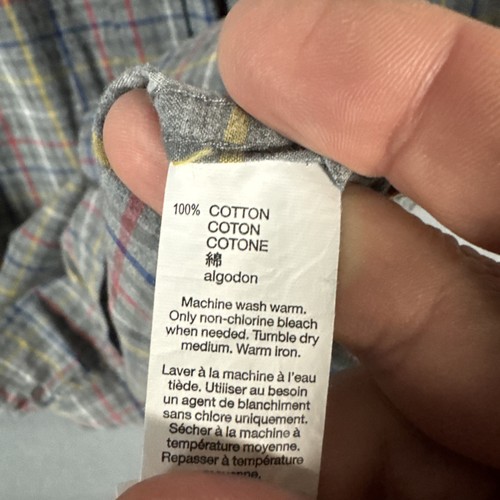 100% COTTON
COTON
COTONE
綿
algodon
Machine wash warm.
Only non-chlorine bleach
when needed. Tumble dry
medium. Warm iron.
Laver à la machine à l'eau
tiède. Utiliser au besoin
un agent de blanchiment
sans chlore uniquement.
Sécher à la machine à
température moyenne.
Repasser à température